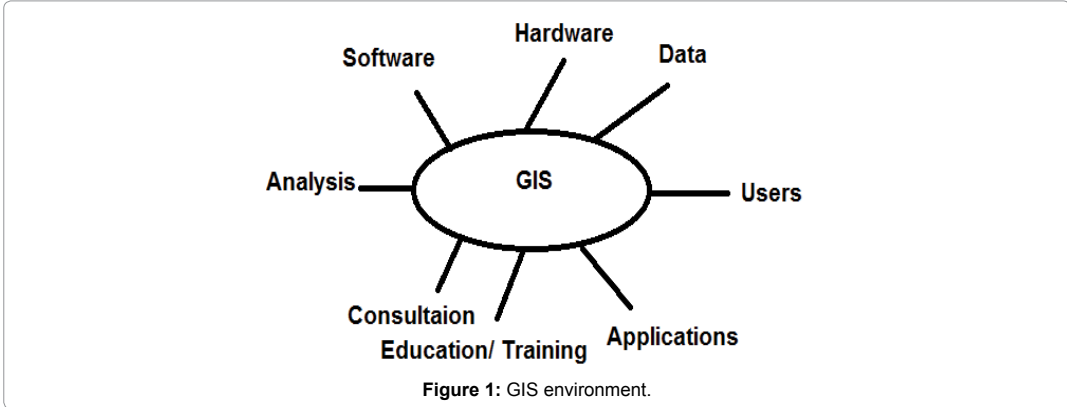 Hardware
Software
Data
Analysis
GIS
Users
Consultaion
Education/ Training
Applications
Figure 1: GIS environment.